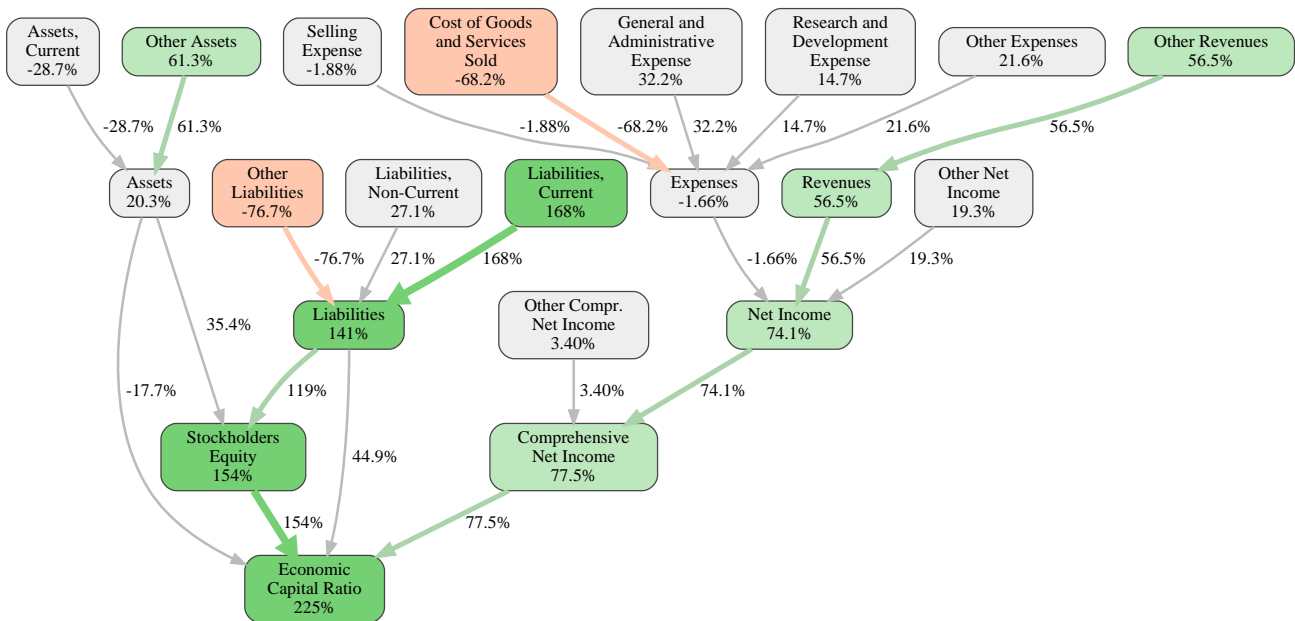 Assets,
Current
-28.7%
Other Assets
61.3%
Selling
Expense
-1.88%
Cost of Goods
and Services
Sold
-68.2%
General and
Administrative
Expense
32.2%
Research and
Development
Expense
14.7%
Other Expenses
21.6%
Other Revenues
56.5%
-28.7%
61.3%
-1.88%
-68.2%
32.2%
14.7%
21.6%
56.5%
Assets
20.3%
Other
Liabilities
-76.7%
Liabilities,
Non-Current
27.1%
Liabilities,
Current
168%
Expenses
-1.66%
Revenues
56.5%
Other Net
Income
19.3%
-76.7%
27.1%
168%
-1.66%
56.5%
19.3%
35.4%
Liabilities
141%
Other Compr.
Net Income
3.40%
Net Income
74.1%
-17.7%
119%
3.40%
74.1%
Stockholders
Equity
154%
44.9%
Comprehensive
Net Income
77.5%
154%
77.5%
Economic
Capital Ratio
225%